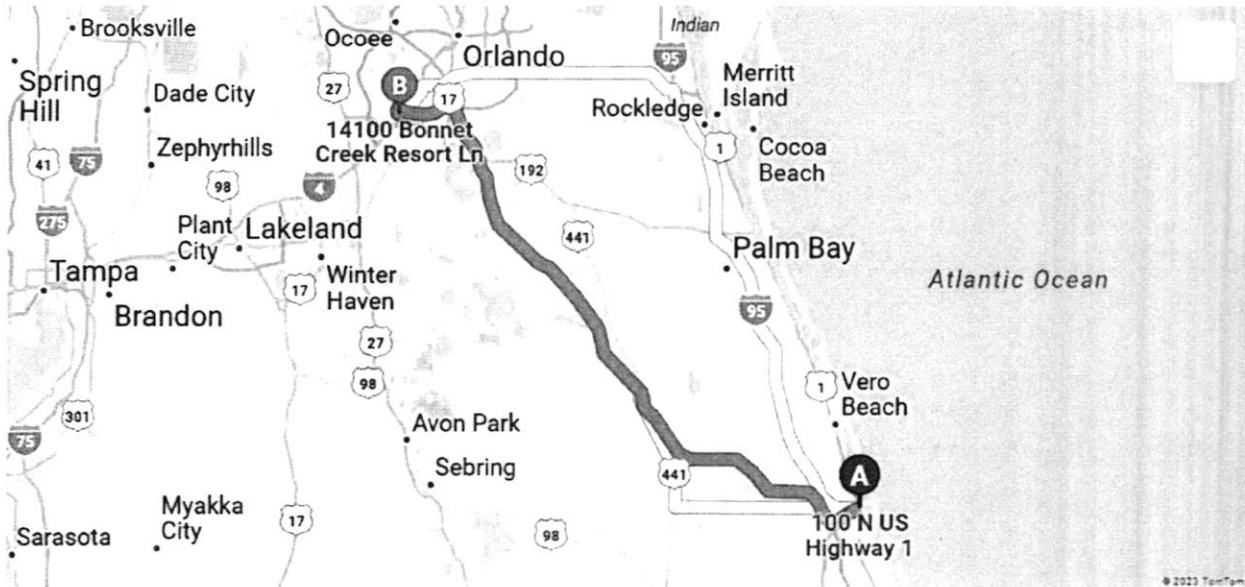 Brooksville
Ocoee
Indian
Orlando
95
Spring
Hill
27
B
Merritt
Island
Dade City
17
Rockledge
14100 Bonnet
Creek Resort Ln
1
Cocoa
Beach
41
75
Zephyrhills
192
98
4
275
Plant
City
Lakeland
441
Palm Bay
Tampa
Winter
Haven
17
Atlantic Ocean
Brandon
95
27
98
1
Vero
Beach
301
75
Avon Park
Sebring
441
A
Myakka
City
17
98
100 N US
Highway 1
Sarasota
© 2023 TomTom